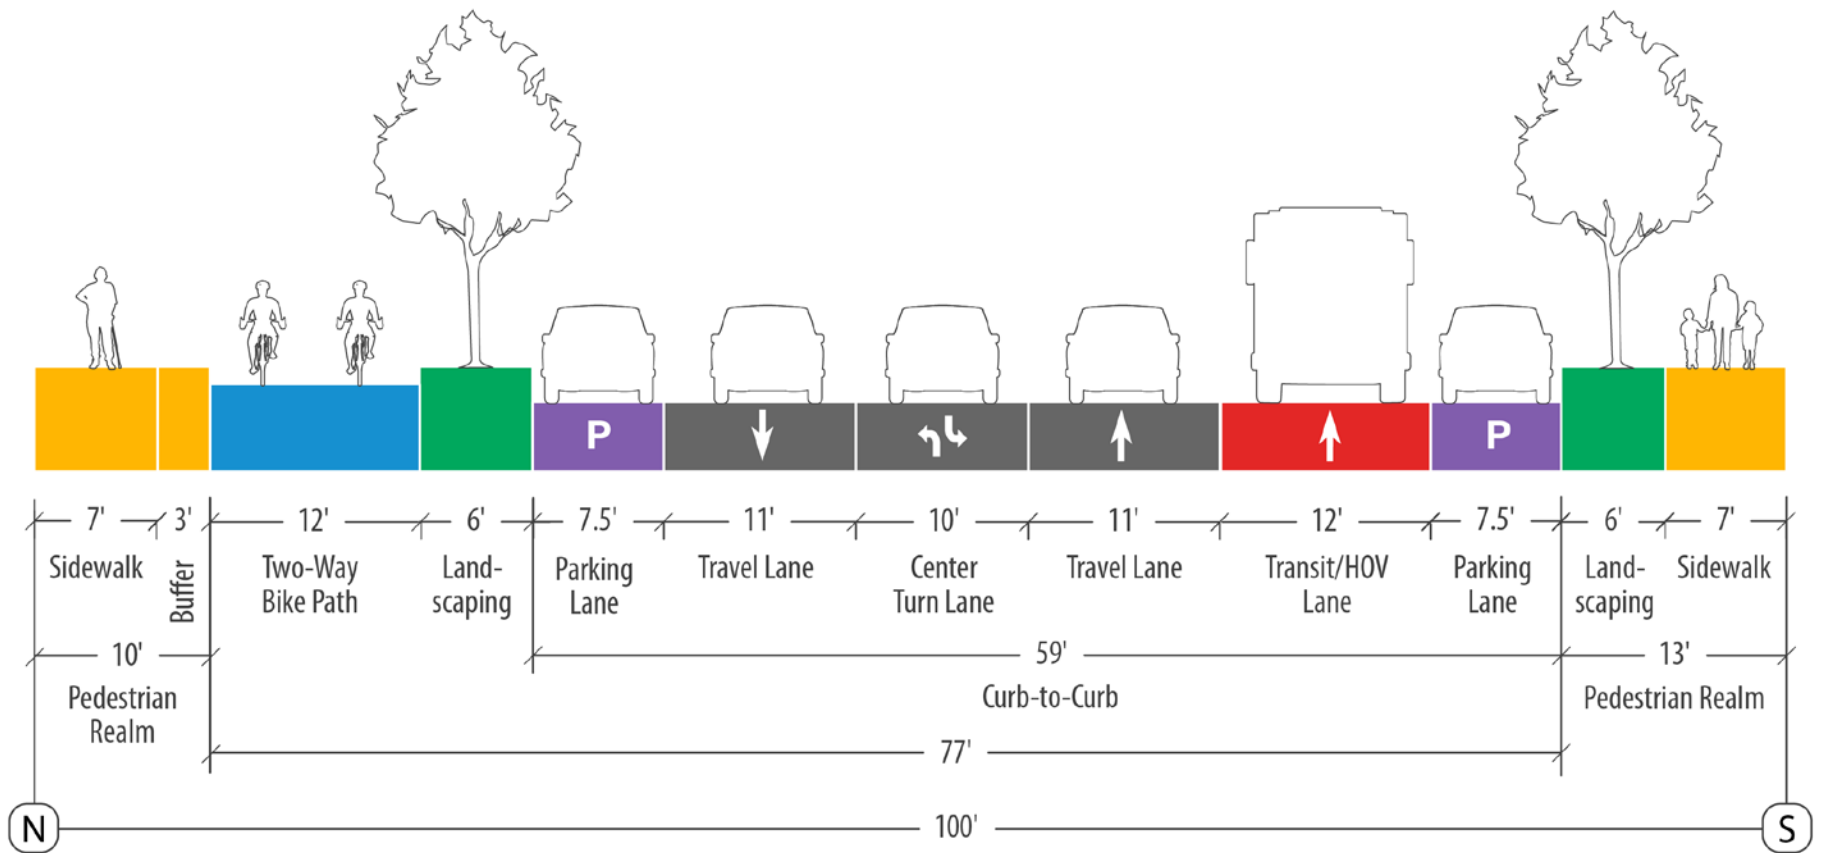 P
P
7'
3'
12'
6'
7.5'
11'
10'
11'
12'
7.5'
6'
7'
Sidewalk
Buffer
Two-Way
Bike Path
Land-
scaping
Parking
Lane
Travel Lane
Center
Turn Lane
Travel Lane
Transit/HOV
Lane
Parking
Lane
Land-
scaping
Sidewalk
10'
59'
13'
Pedestrian
Realm
Curb-to-Curb
Pedestrian Realm
77'
N
100'
S